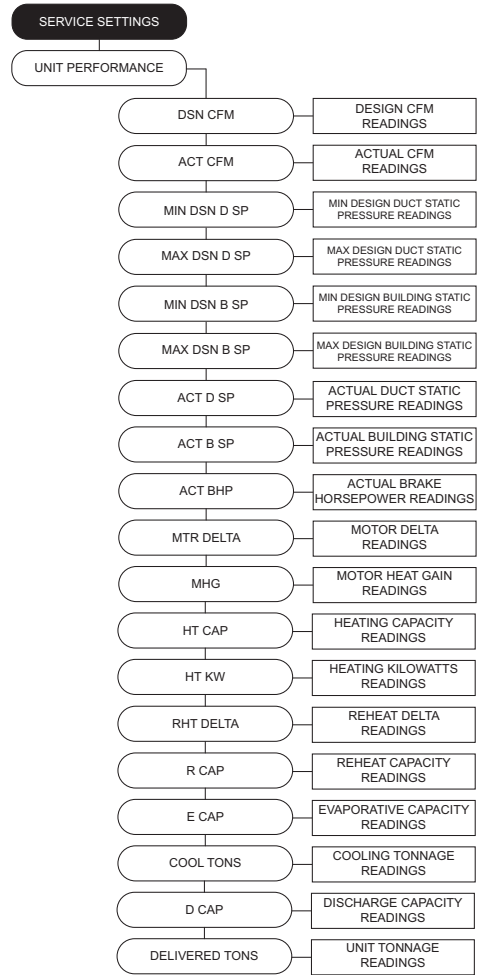 SERVICE SETTINGS
UNIT PERFORMANCE
DSN CFM
DESIGN CFM
READINGS
ACT CFM
ACTUAL CFM
READINGS
MIN DSN D SP
MIN DESIGN DUCT STATIC
PRESSURE READINGS
MAX DSN D SP
MAX DESIGN DUCT STATIC
PRESSURE READINGS
MIN DSN B SP
MIN DESIGN BUILDING STATIC
PRESSURE READINGS
MAX DSN B SP
MAX DESIGN BUILDING STATIC
PRESSURE READINGS
ACT D SP
ACTUAL DUCT STATIC
PRESSURE READINGS
ACT B SP
ACTUAL BUILDING STATIC
PRESSURE READINGS
ACT BHP
ACTUAL BRAKE
HORSEPOWER READINGS
MTR DELTA
MOTOR DELTA
READINGS
MHG
MOTOR HEAT GAIN
READINGS
HT CAP
HEATING CAPACITY
READINGS
HT KW
HEATING KILOWATTS
READINGS
RHT DELTA
REHEAT DELTA
READINGS
R CAP
REHEAT CAPACITY
READINGS
E CAP
EVAPORATIVE CAPACITY
READINGS
COOL TONS
COOLING TONNAGE
READINGS
D CAP
DISCHARGE CAPACITY
READINGS
DELIVERED TONS
UNIT TONNAGE
READINGS